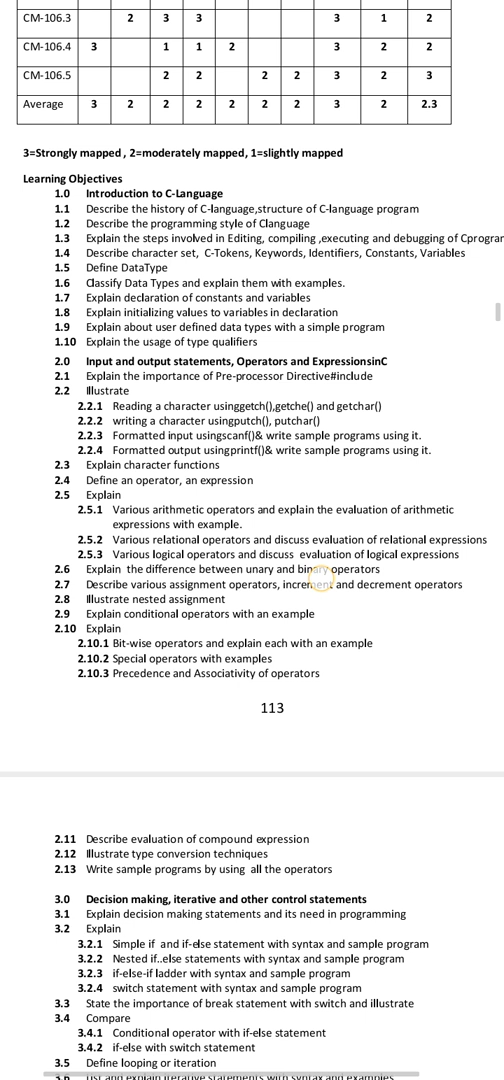 CM-106.3 2 3 3 3 1 2
CM-106.4 3 1 1 2 3 2 2
CM-106.5 2 2 2 2 3 2 3
Average 3 2 2 2 2 2 2 3 2 2.3
3=Strongly mapped , 2=moderately mapped, 1=slightly mapped
Learning Objectives
1.0 Introduction to C-Language
1.1 Describe the history of C-language,structure of C-language program
1.2 Describe the programming style of Clanguage
1.3 Explain the steps involved in Editing, compiling ,executing and debugging of Cprogram
1.4 Describe character set, C-Tokens, Keywords, Identifiers, Constants, Variables
1.5 Define DataType
1.6 Classify Data Types and explain them with examples.
1.7 Explain declaration of constants and variables
1.8 Explain initializing values to variables in declaration
1.9 Explain about user defined data types with a simple program
1.10 Explain the usage of type qualifiers
2.0 Input and output statements, Operators and ExpressionsinC
2.1 Explain the importance of Pre-processor Directive#include
2.2 Illustrate
2.2.1 Reading a character usinggetch(),getche() and getchar()
2.2.2 writing a character usingputch(), putchar()
2.2.3 Formatted input usingscanf()& write sample programs using it.
2.2.4 Formatted output usingprintf()& write sample programs using it.
2.3 Explain character functions
2.4 Define an operator, an expression
2.5 Explain
2.5.1 Various arithmetic operators and explain the evaluation of arithmetic
expressions with example.
2.5.2 Various relational operators and discuss evaluation of relational expressions
2.5.3 Various logical operators and discuss evaluation of logical expressions
2.6 Explain the difference between unary and binary operators
2.7 Describe various assignment operators, increment and decrement operators
2.8 Illustrate nested assignment
2.9 Explain conditional operators with an example
2.10 Explain
2.10.1 Bit-wise operators and explain each with an example
2.10.2 Special operators with examples
2.10.3 Precedence and Associativity of operators
113
2.11 Describe evaluation of compound expression
2.12 Illustrate type conversion techniques
2.13 Write sample programs by using all the operators
3.0 Decision making, iterative and other control statements
3.1 Explain decision making statements and its need in programming
3.2 Explain
3.2.1 Simple if and if-else statement with syntax and sample program
3.2.2 Nested if..else statements with syntax and sample program
3.2.3 if-else-if ladder with syntax and sample program
3.2.4 switch statement with syntax and sample program
3.3 State the importance of break statement with switch and illustrate
3.4 Compare
3.4.1 Conditional operator with if-else statement
3.4.2 if-else with switch statement
3.5 Define looping or iteration
3.6 List and explain iterative statements with syntax and examples